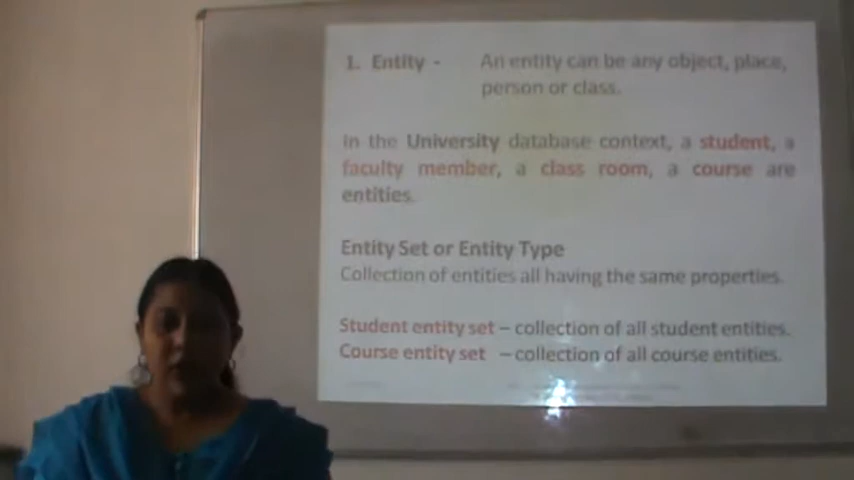 1. Entity - An entity can be any object, place,
person or class.
In the University database context, a student, a
faculty member, a class room, a course are
entities.
Entity Set or Entity Type
Collection of entities all having the same properties.
Student entity set – collection of all student entities.
Course entity set – collection of all course entities.